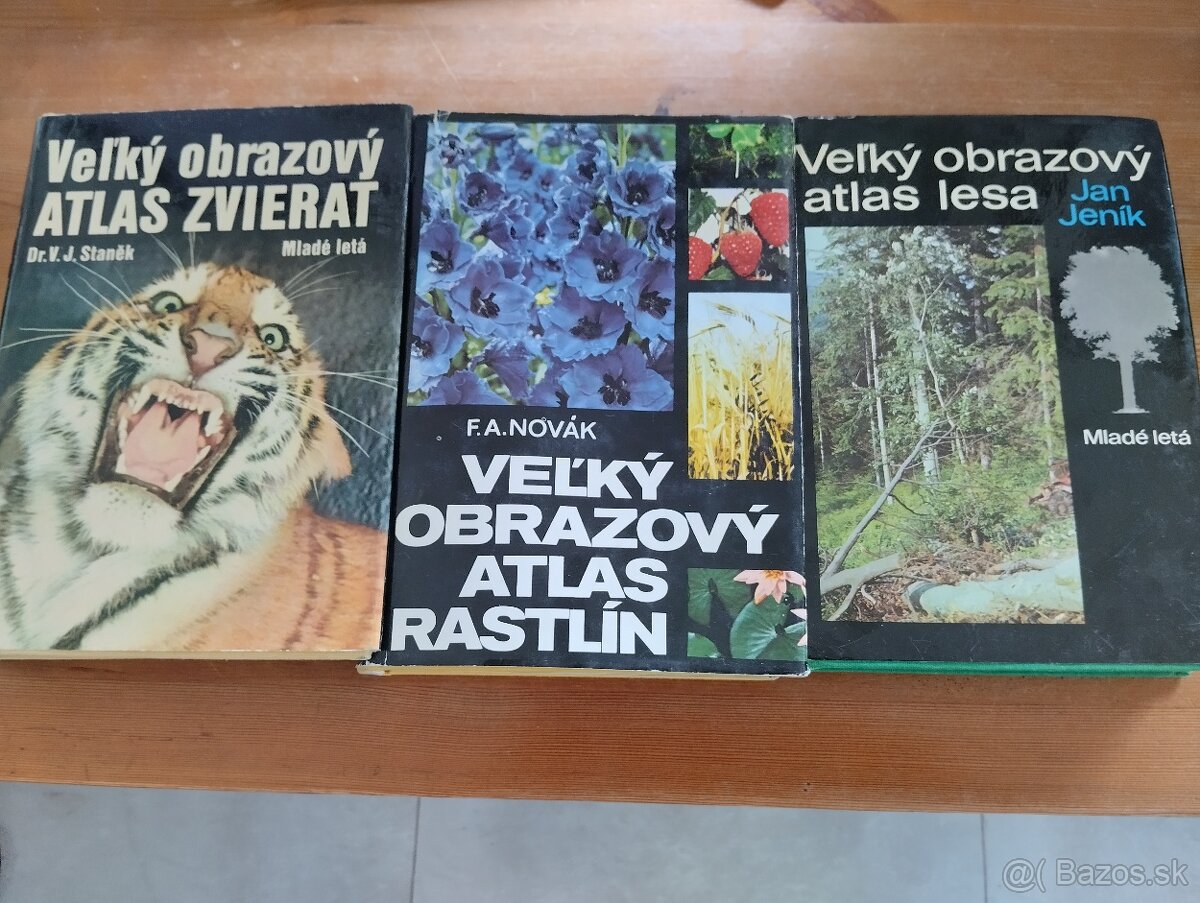 Veľký obrazový
ATLAS ZVIERAT
Dr. V. J. Staněk
Mladé letá
F. A. NOVÁK
VEĽKÝ
OBRAZOVÝ
ATLAS
RASTLÍN
Veľký obrazový
atlas lesa
Jan
Jeník
Mladé letá
@( Bazos.sk